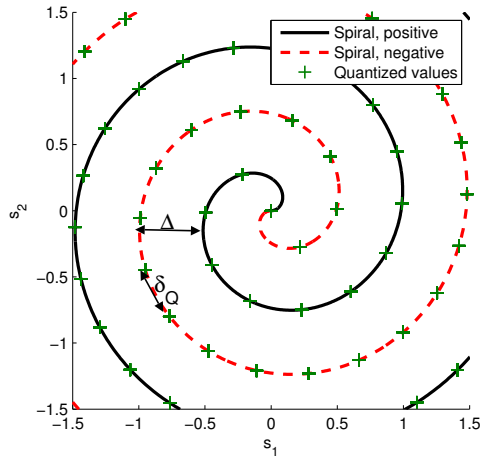 Spiral, positive
Spiral, negative
Quantized values
1.5
1
0.5
0
−0.5
−1
−1.5
s2
Δ
δQ
−1.5
−1
−0.5
0
0.5
1
1.5
s1